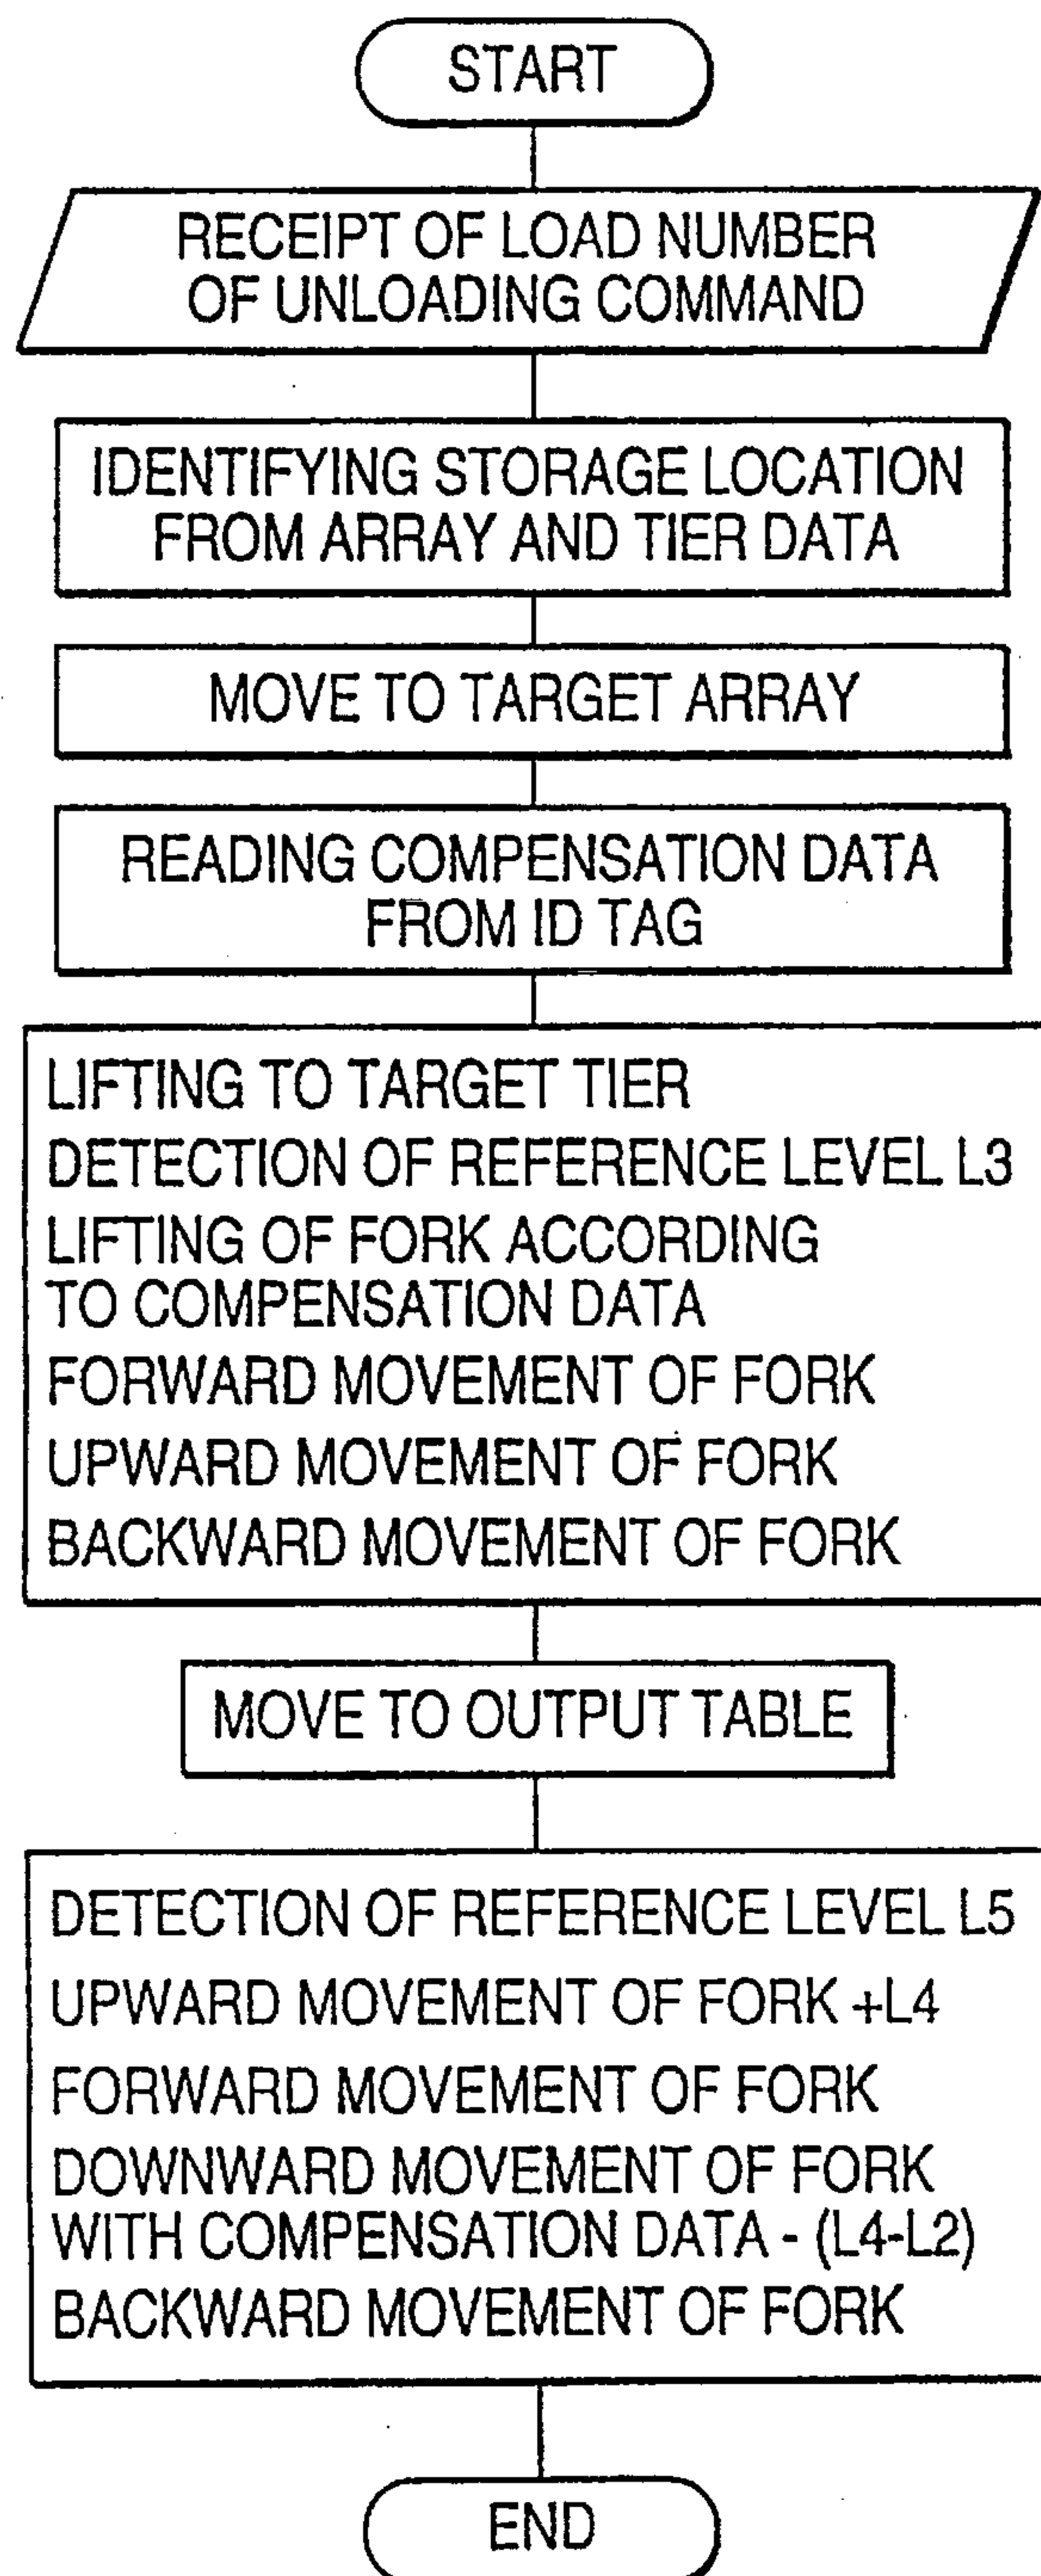 START
RECEIPT OF LOAD NUMBER
OF UNLOADING COMMAND
IDENTIFYING STORAGE LOCATION
FROM ARRAY AND TIER DATA
MOVE TO TARGET ARRAY
READING COMPENSATION DATA
FROM ID TAG
LIFTING TO TARGET TIER
DETECTION OF REFERENCE LEVEL L3
LIFTING OF FORK ACCORDING
TO COMPENSATION DATA
FORWARD MOVEMENT OF FORK
UPWARD MOVEMENT OF FORK
BACKWARD MOVEMENT OF FORK
MOVE TO OUTPUT TABLE
DETECTION OF REFERENCE LEVEL L5
UPWARD MOVEMENT OF FORK +L4
FORWARD MOVEMENT OF FORK
DOWNWARD MOVEMENT OF FORK
WITH COMPENSATION DATA - (L4-L2)
BACKWARD MOVEMENT OF FORK
END